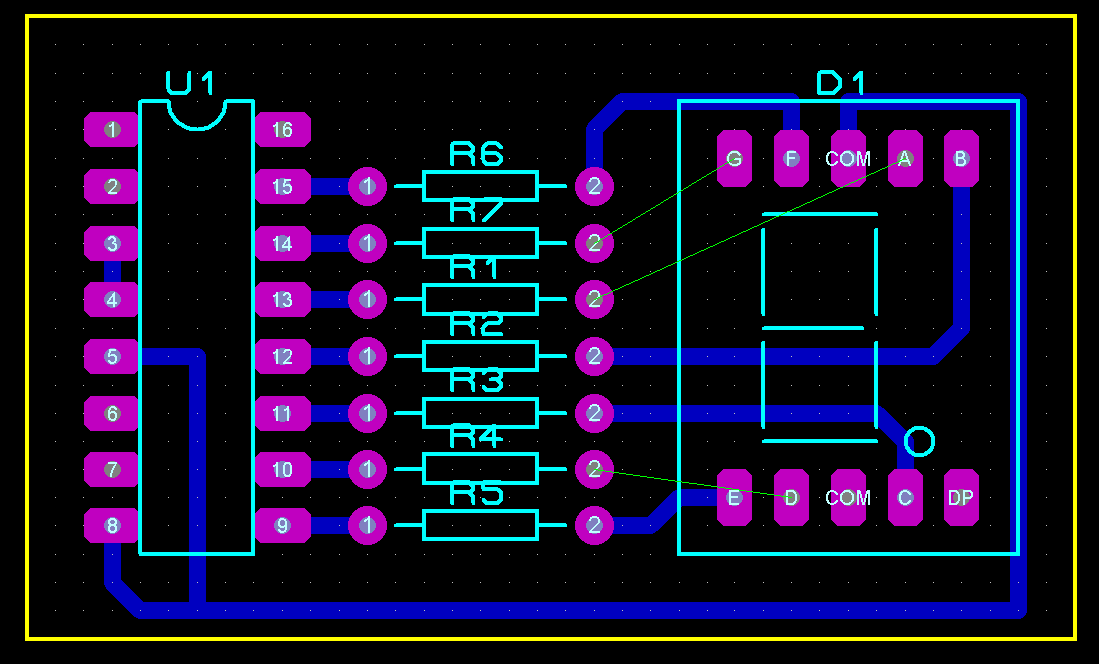 U1 D1
1 16
R6
G F COM A B
2 15 1 2
R7
3 14 1 2
R1
4 13 1 2
R2
5 12 1 2
R3
6 11 1 2
R4
7 10 1 2
R5
E D COM C DP
8 9 1 2